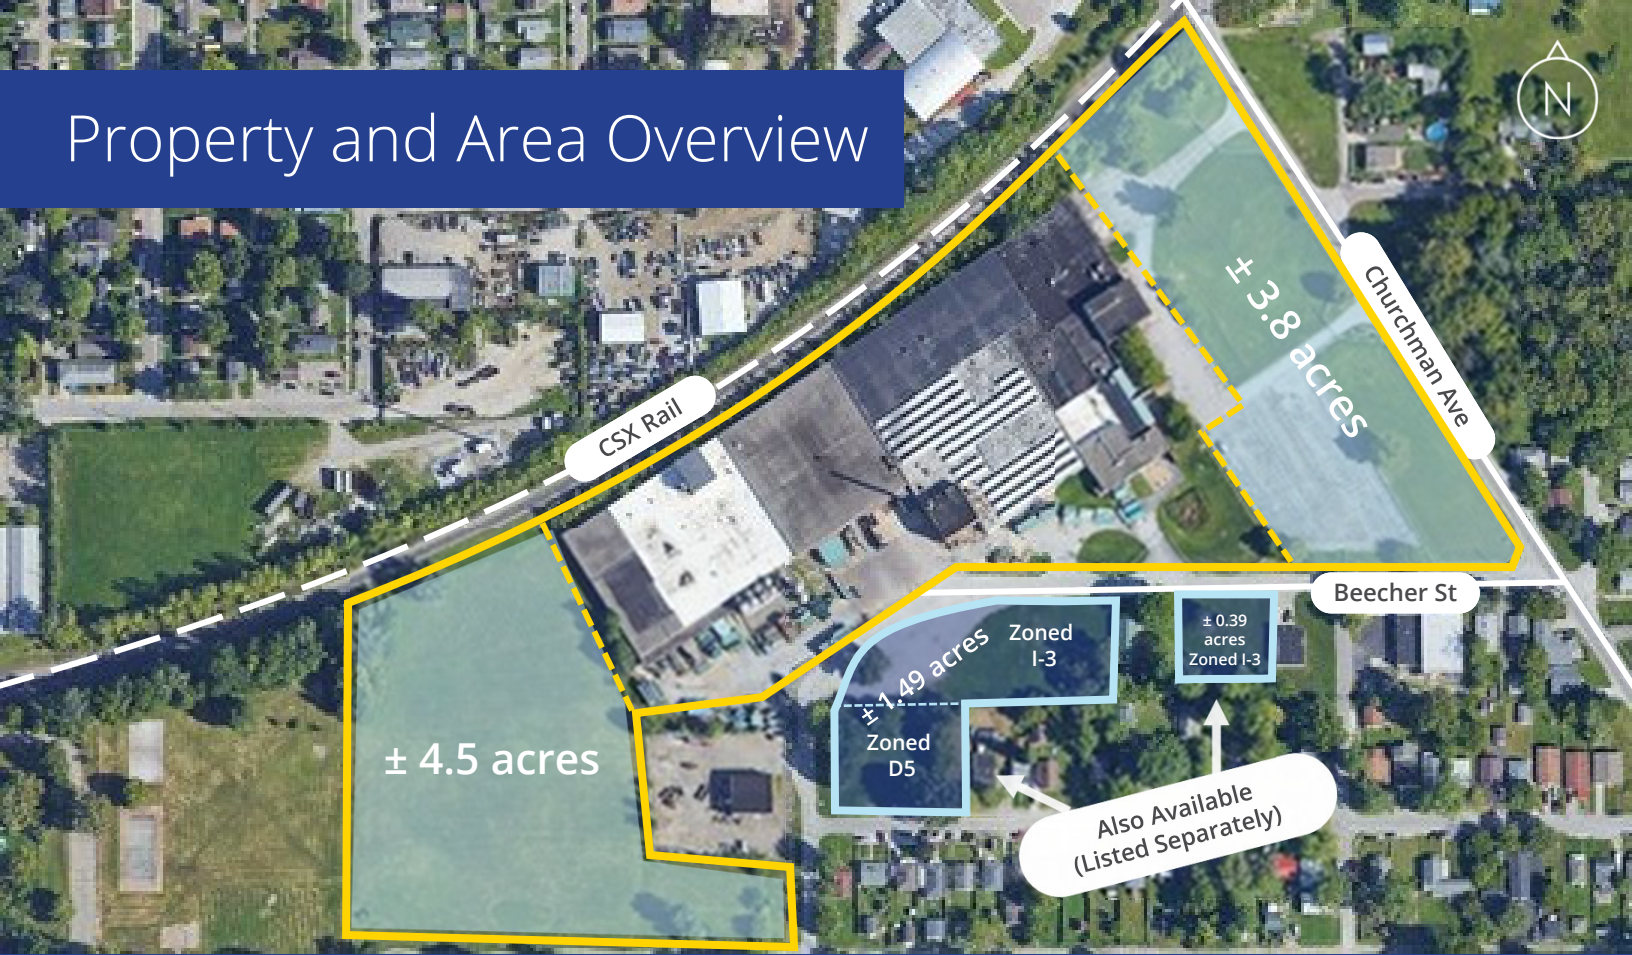 Property and Area Overview
N
CSX Rail
Churchman Ave
± 3.8 acres
Beecher St
± 4.5 acres
± 1.49 acres
Zoned
I-3
Zoned
D5
± 0.39
acres
Zoned I-3
Also Available
(Listed Separately)